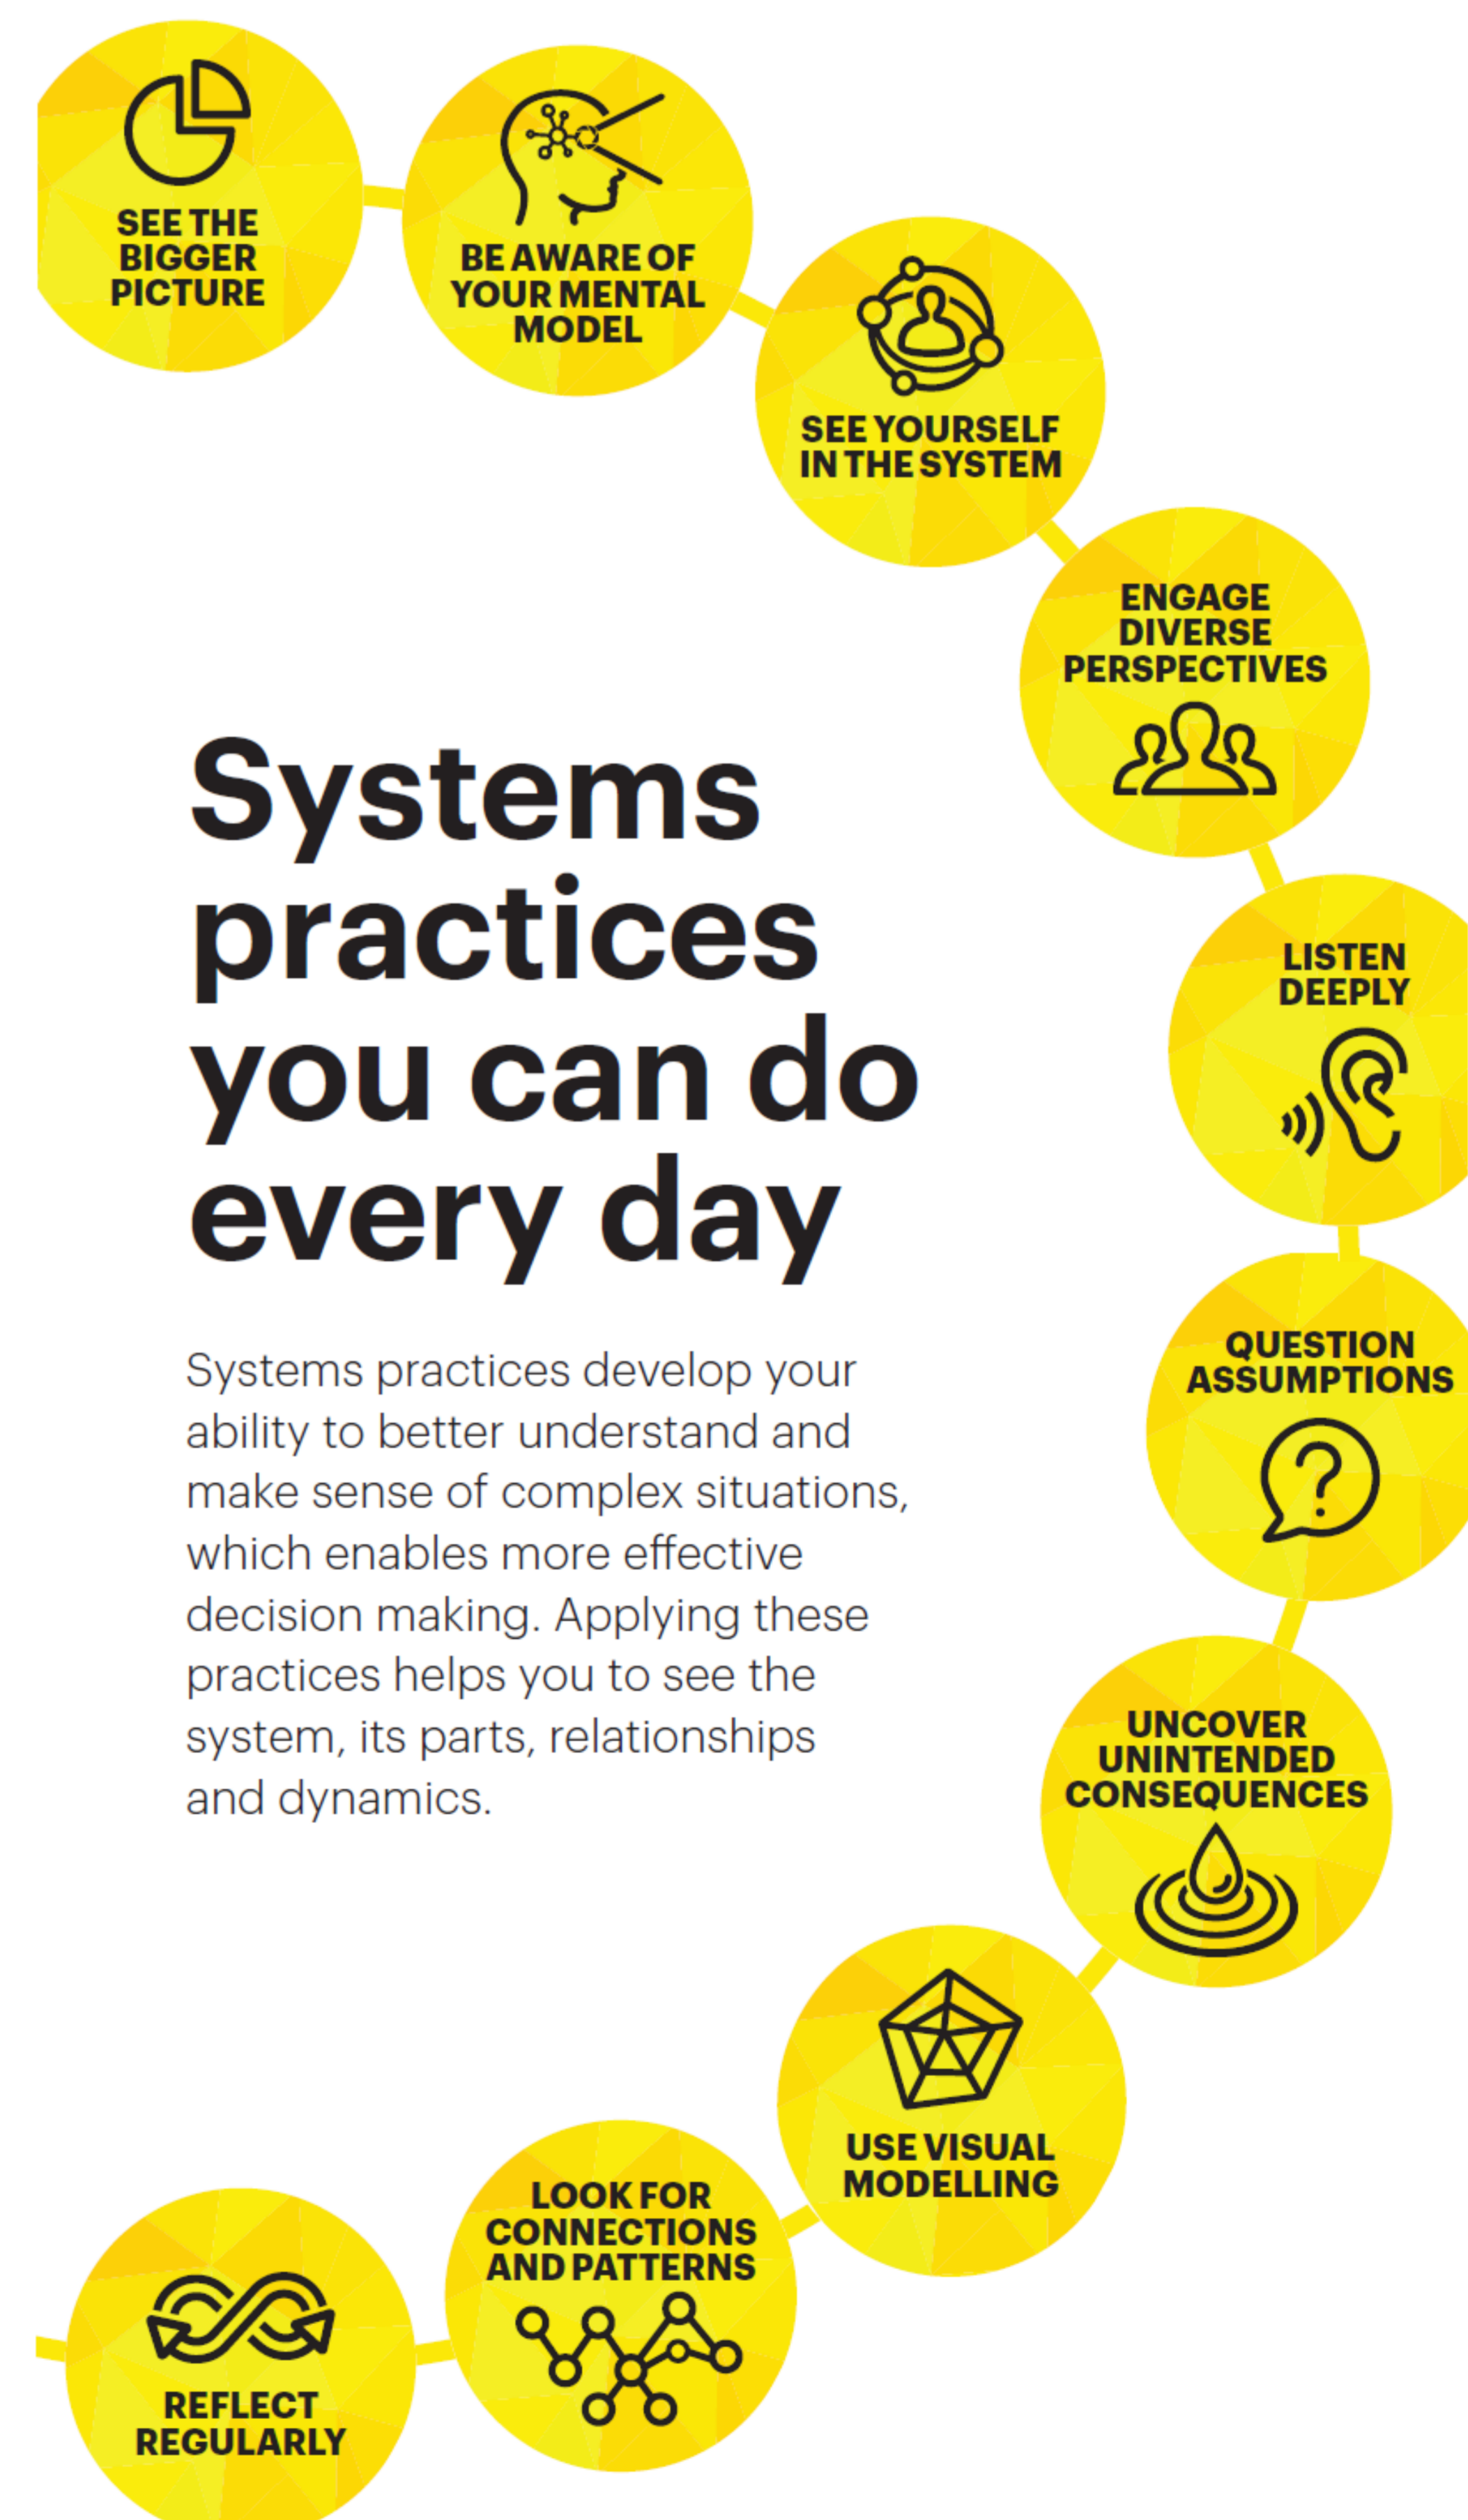 SEE THE
BIGGER
PICTURE
BE AWARE OF
YOUR MENTAL
MODEL
SEE YOURSELF
IN THE SYSTEM
ENGAGE
DIVERSE
PERSPECTIVES
LISTEN
DEEPLY
QUESTION
ASSUMPTIONS
UNCOVER
UNINTENDED
CONSEQUENCES
USE VISUAL
MODELLING
LOOK FOR
CONNECTIONS
AND PATTERNS
REFLECT
REGULARLY
Systems
practices
you can do
every day
Systems practices develop your
ability to better understand and
make sense of complex situations,
which enables more effective
decision making. Applying these
practices helps you to see the
system, its parts, relationships
and dynamics.